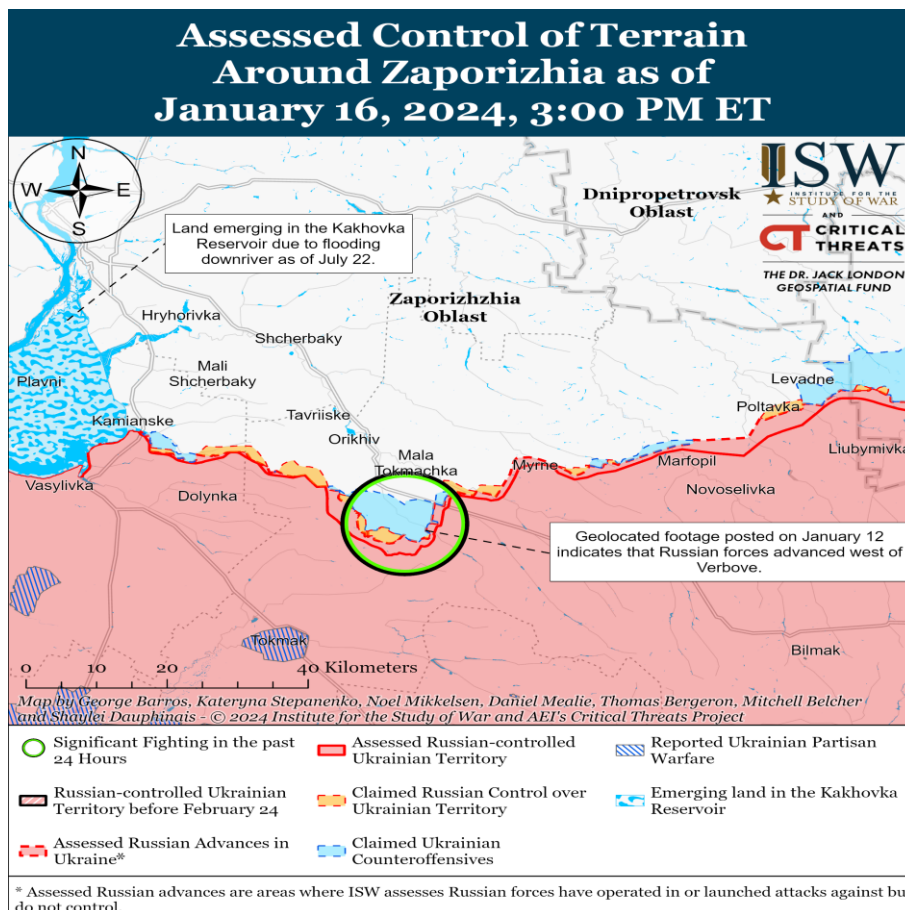 Assessed Control of Terrain
Around Zaporizhia as of
January 16, 2024, 3:00 PM ET
N
W
E
S
ISW
INSTITUTE FOR THE
STUDY OF WAR
AND
CT CRITICAL
THREATS
THE DR. JACK LONDON
GEOSPATIAL FUND
Dnipropetrovsk
Oblast
Land emerging in the Kakhovka
Reservoir due to flooding
downriver as of July 22.
Zaporizhzhia
Oblast
Hryhorivka
Shcherbaky
Mali
Shcherbaky
Plavni
Levadne
Tavriiske
Poltavka
Kamianske
Orikhiv
Mala
Tokmachka
Myrne
Marfopil
Liubymivka
Vasylivka
Dolynka
Novoselivka
Geolocated footage posted on January 12
indicates that Russian forces advanced west of
Verbove.
Tokmak
Bilmak
0 10 20 40 Kilometers
Map by George Barros, Kateryna Stepanenko, Noel Mikkelsen, Daniel Mealie, Thomas Bergeron, Mitchell Belcher
and Shaylei Dauphinais - © 2024 Institute for the Study of War and AEI's Critical Threats Project
Significant Fighting in the past
24 Hours
Russian-controlled Ukrainian
Territory before February 24
Assessed Russian Advances in
Ukraine*
Assessed Russian-controlled
Ukrainian Territory
Claimed Russian Control over
Ukrainian Territory
Claimed Ukrainian
Counteroffensives
Reported Ukrainian Partisan
Warfare
Emerging land in the Kakhovka
Reservoir
* Assessed Russian advances are areas where ISW assesses Russian forces have operated in or launched attacks against bu
do not control.